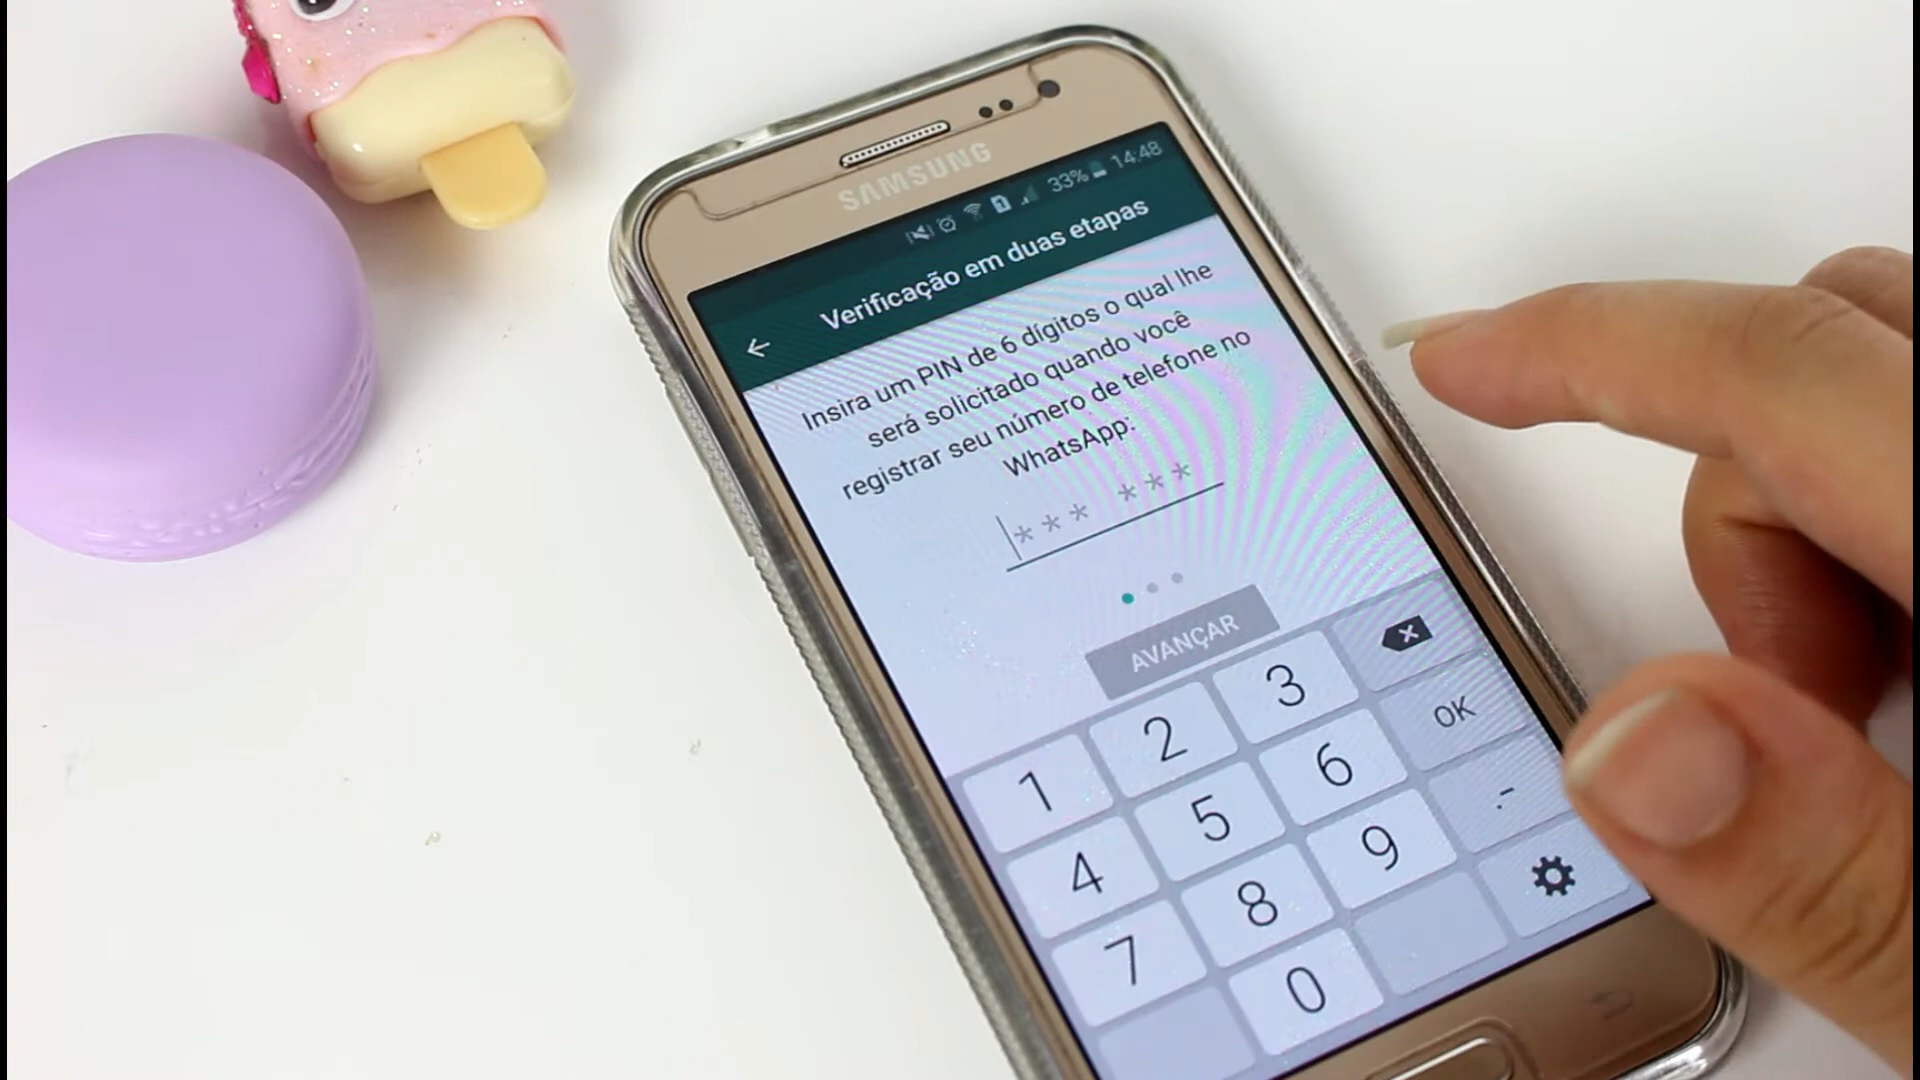 SAMSUNG
33% 14:48
Verificação em duas etapas
Insira um PIN de 6 dígitos o qual lhe
será solicitado quando você
registrar seu número de telefone no
WhatsApp:
*** ***
AVANÇAR
1 2 3
4 5 6 OK
7 8 9 .-
0